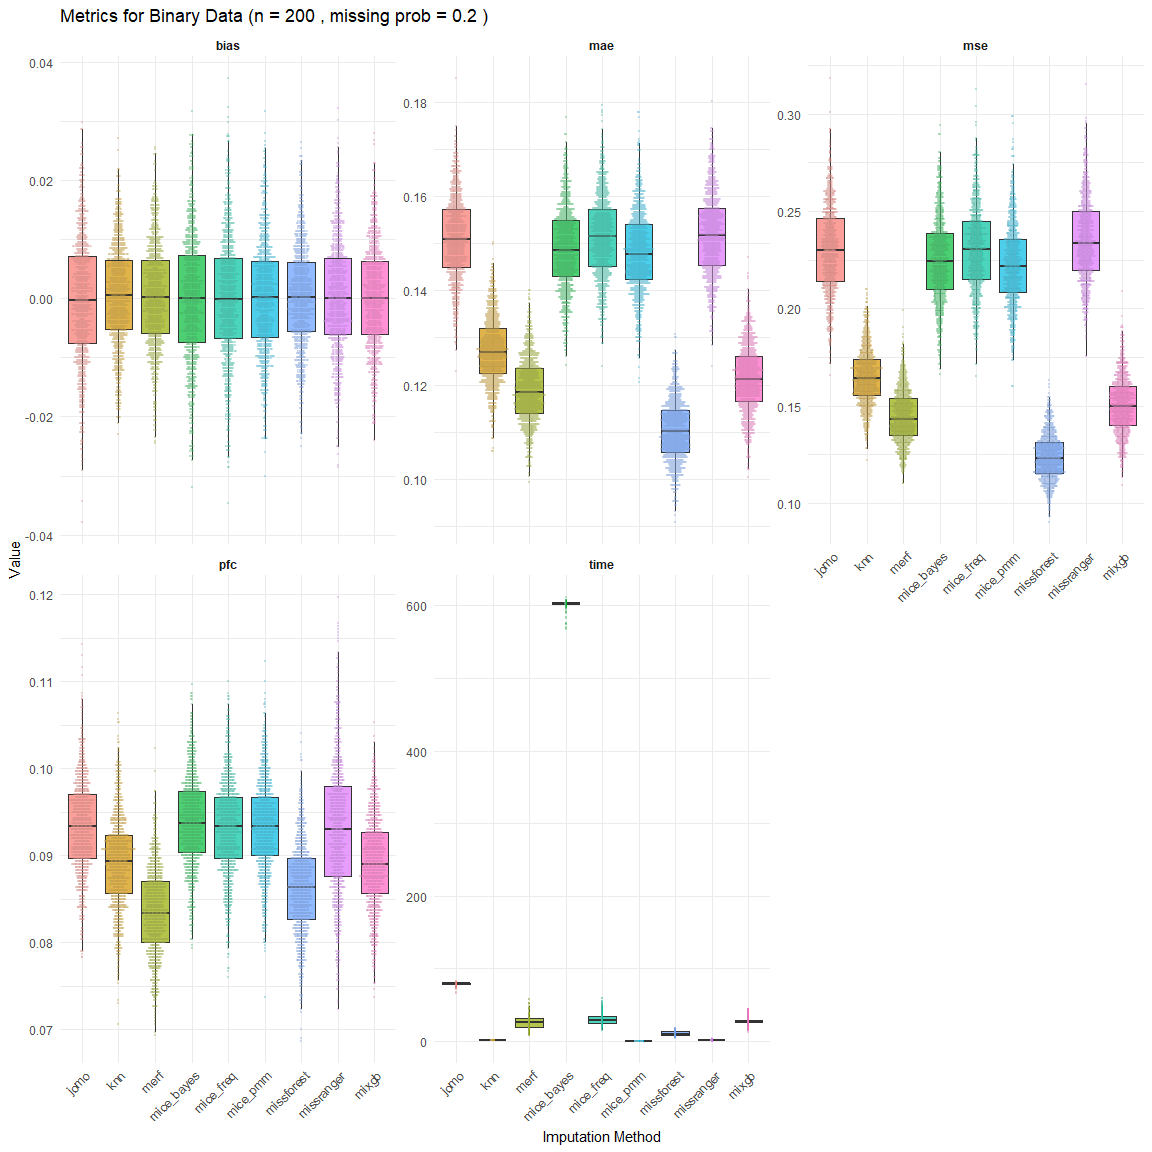 Metrics for Binary Data (n = 200 , missing prob = 0.2 )
bias
mae
mse
0.04
0.02
0.00
-0.02
-0.04
0.18
0.16
0.14
0.12
0.10
0.30
0.25
0.20
0.15
0.10
jomo
knn
merf
mice_bayes
mice_freq
mice_pmm
missforest
missranger
mixgb
Value
pfc
time
0.12
0.11
0.10
0.09
0.08
0.07
600
400
200
0
jomo
knn
merf
mice_bayes
mice_freq
mice_pmm
missforest
missranger
mixgb
jomo
knn
merf
mice_bayes
mice_freq
mice_pmm
missforest
missranger
mixgb
Imputation Method